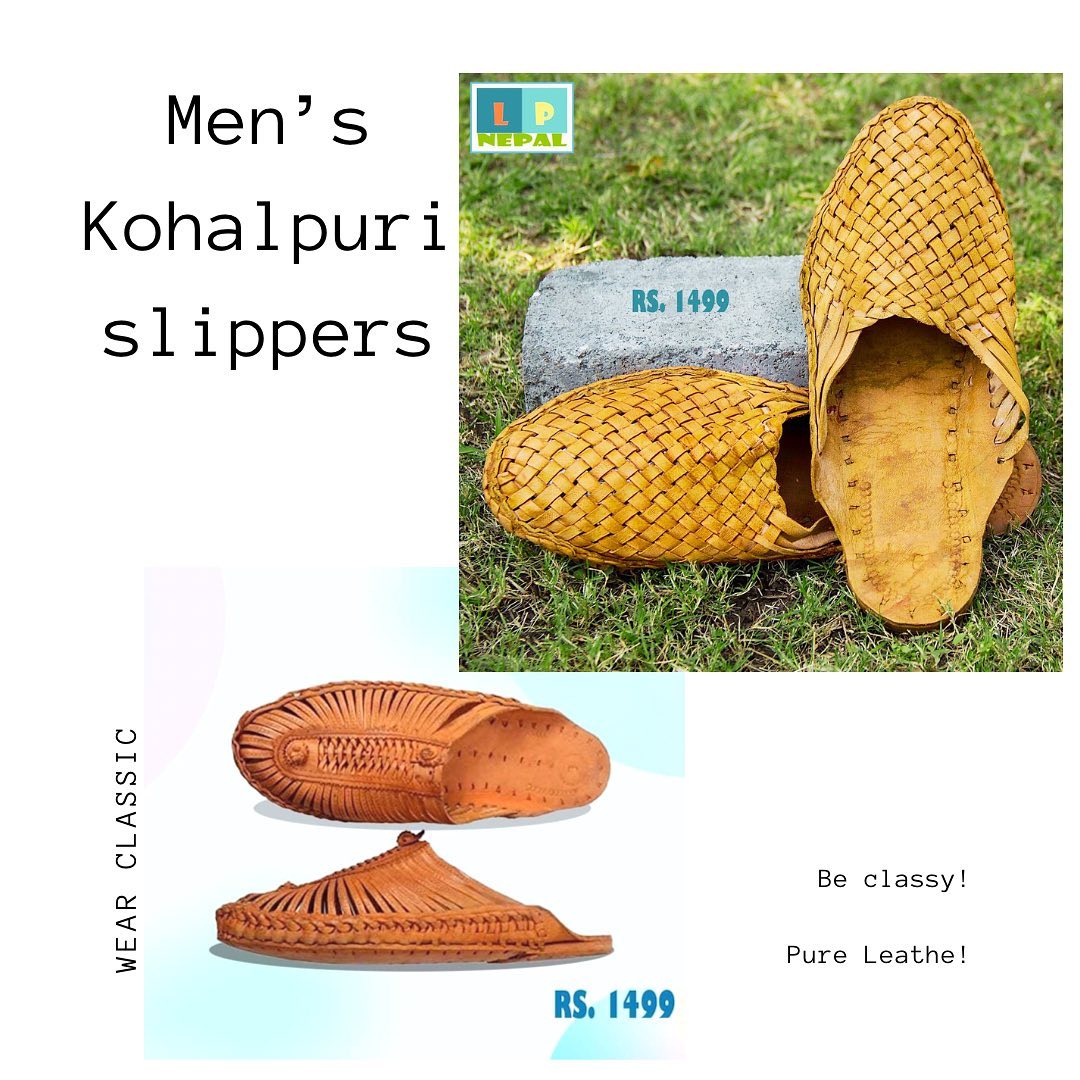 Men’s
Kohalpuri
slippers
L P
NEPAL
RS. 1499
WEAR CLASSIC
RS. 1499
Be classy!
Pure Leathe!